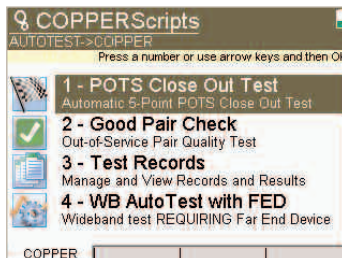 COPPERScripts
AUTOTEST->COPPER
Press a number or use arrow keys and then
1 - POTS Close Out Test
Automatic 5-Point POTS Close Out Test
2 - Good Pair Check
Out-of-Service Pair Quality Test
3 - Test Records
Manage and View Records and Results
4 - WB AutoTest with FED
Wideband test REQUIRING Far End Device
COPPER